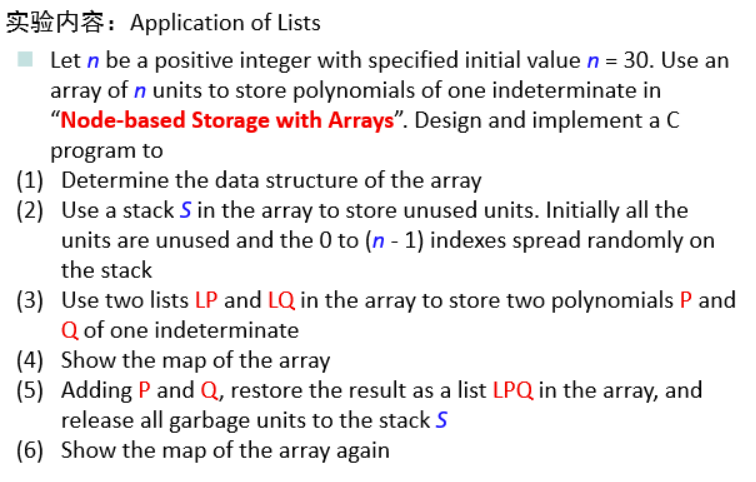 实验内容：Application of Lists
Let n be a positive integer with specified initial value n = 30. Use an
array of n units to store polynomials of one indeterminate in
“Node-based Storage with Arrays”. Design and implement a C
program to
(1) Determine the data structure of the array
(2) Use a stack S in the array to store unused units. Initially all the
units are unused and the 0 to (n - 1) indexes spread randomly on
the stack
(3) Use two lists LP and LQ in the array to store two polynomials P and
Q of one indeterminate
(4) Show the map of the array
(5) Adding P and Q, restore the result as a list LPQ in the array, and
release all garbage units to the stack S
(6) Show the map of the array again